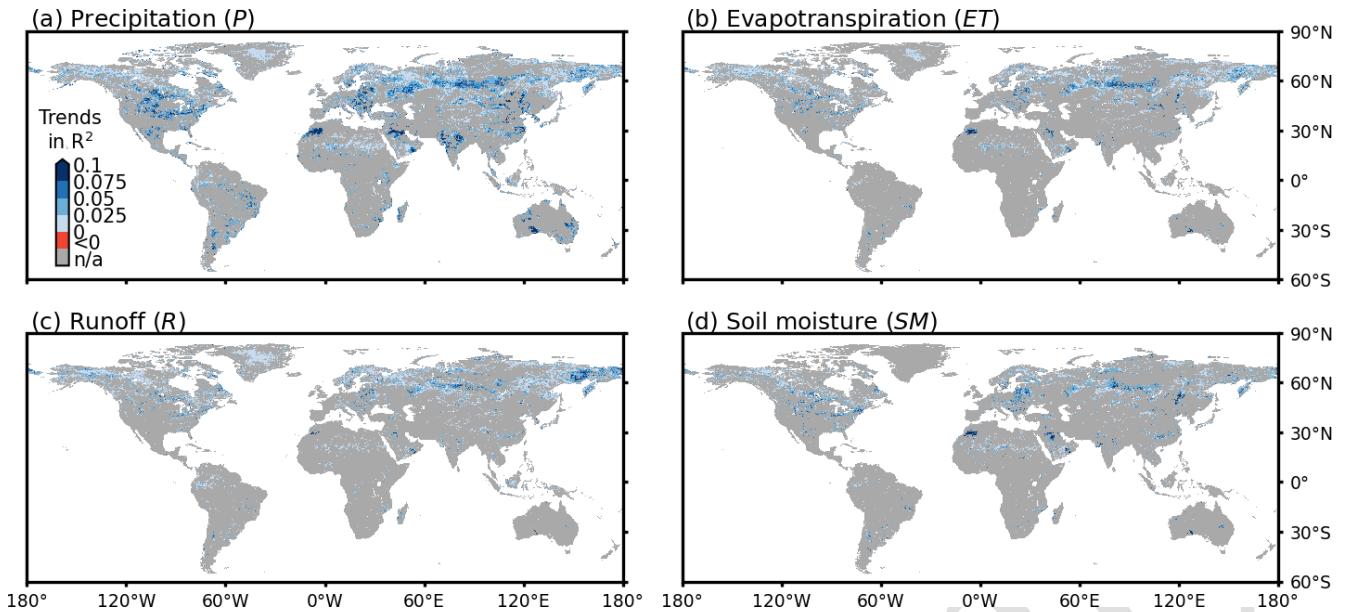 (a) Precipitation (P)
(b) Evapotranspiration (ET)
90°N
60°N
30°N
0°
30°S
60°S
Trends
in R²
0.1
0.075
0.05
0.025
0
<0
n/a
(c) Runoff (R)
(d) Soil moisture (SM)
90°N
60°N
30°N
0°
30°S
60°S
180° 120°W 60°W 0°W 60°E 120°E 180°
180° 120°W 60°W 0°W 60°E 120°E 180°